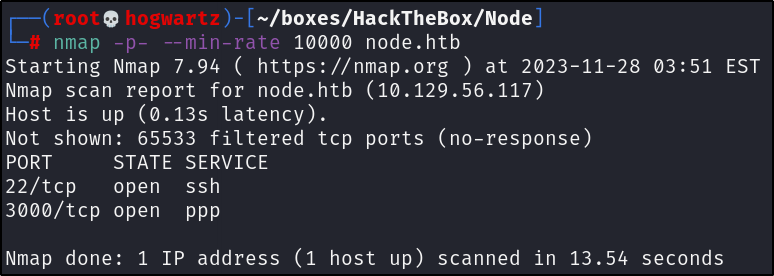 ┌──(root💀hogwartz)-[~/boxes/HackTheBox/Node]
└─# nmap -p- --min-rate 10000 node.htb
Starting Nmap 7.94 ( https://nmap.org ) at 2023-11-28 03:51 EST
Nmap scan report for node.htb (10.129.56.117)
Host is up (0.13s latency).
Not shown: 65533 filtered tcp ports (no-response)
PORT     STATE SERVICE
22/tcp   open  ssh
3000/tcp open  ppp
Nmap done: 1 IP address (1 host up) scanned in 13.54 seconds